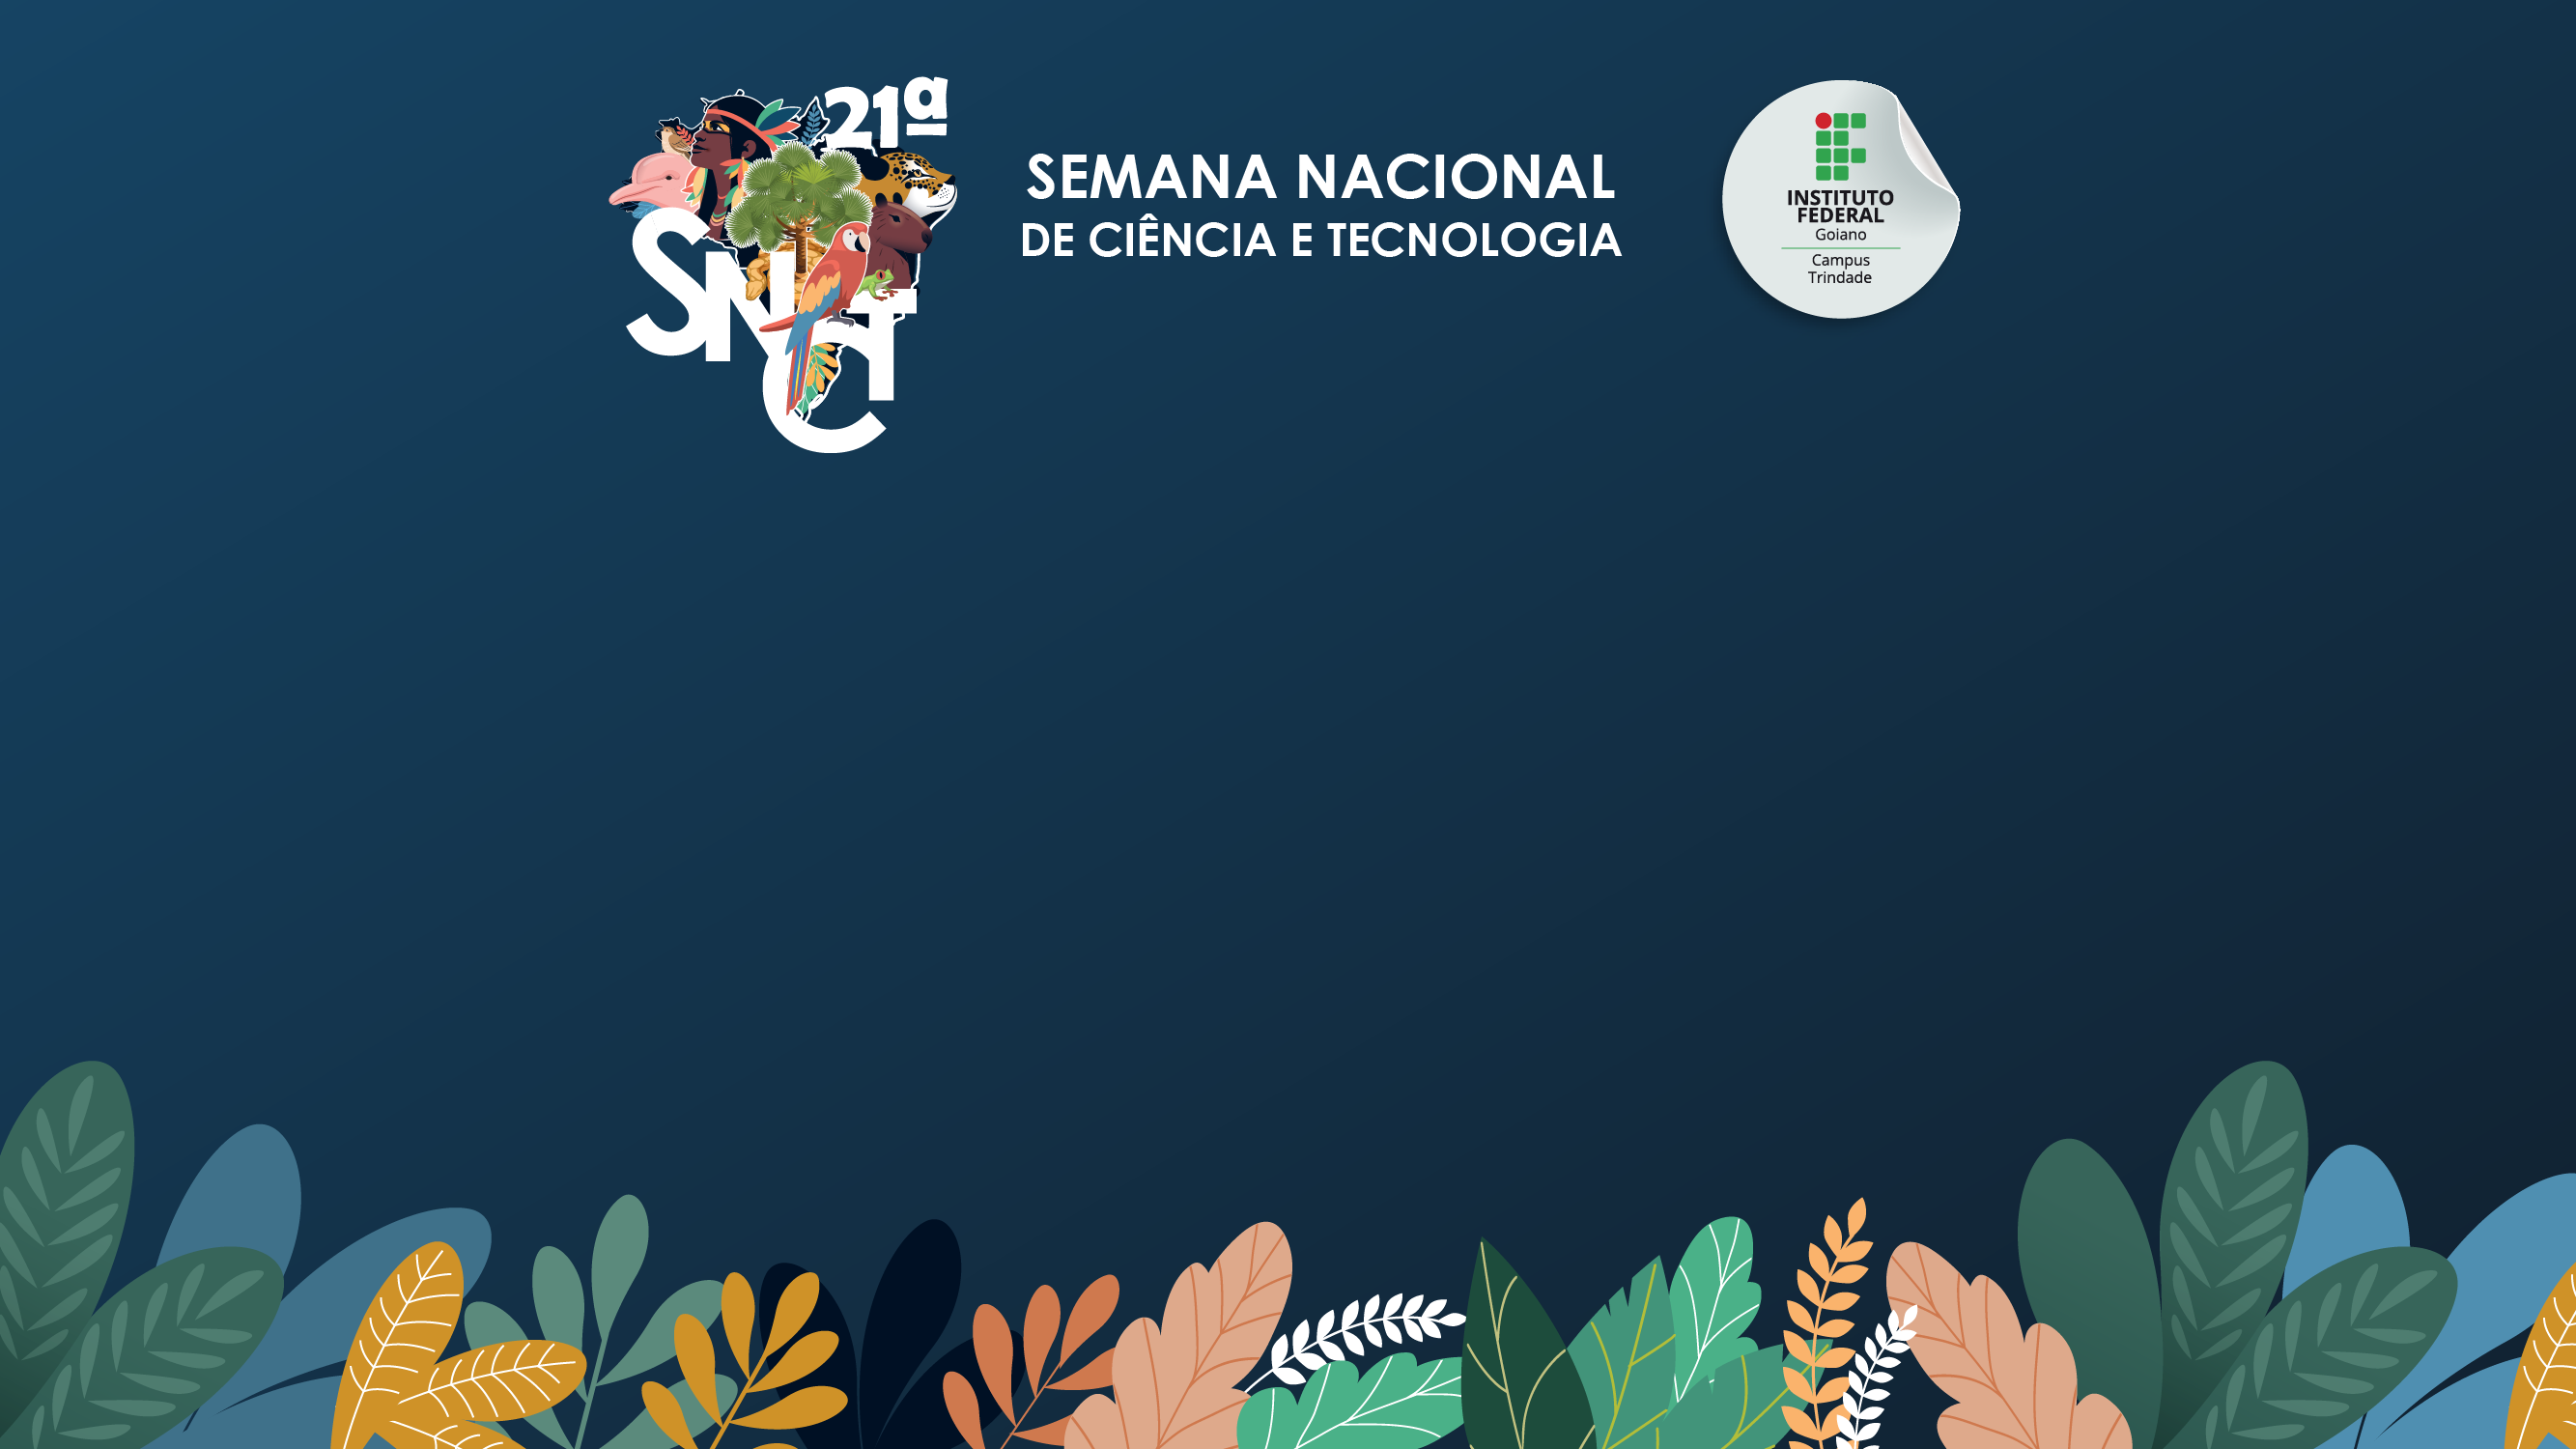 21ª
SNCT
SEMANA NACIONAL
DE CIÊNCIA E TECNOLOGIA
INSTITUTO
FEDERAL
Goiano
Campus
Trindade